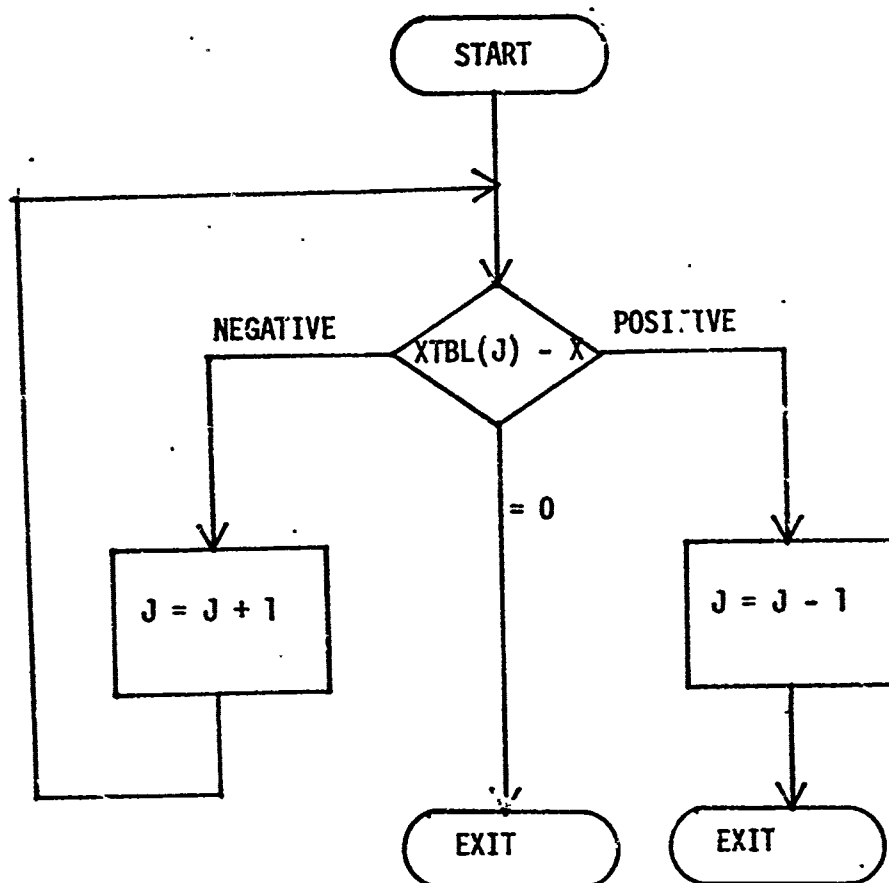 START
NEGATIVE
POSITIVE
XTBL(J) - X
= 0
J = J + 1
J = J - 1
EXIT
EXIT